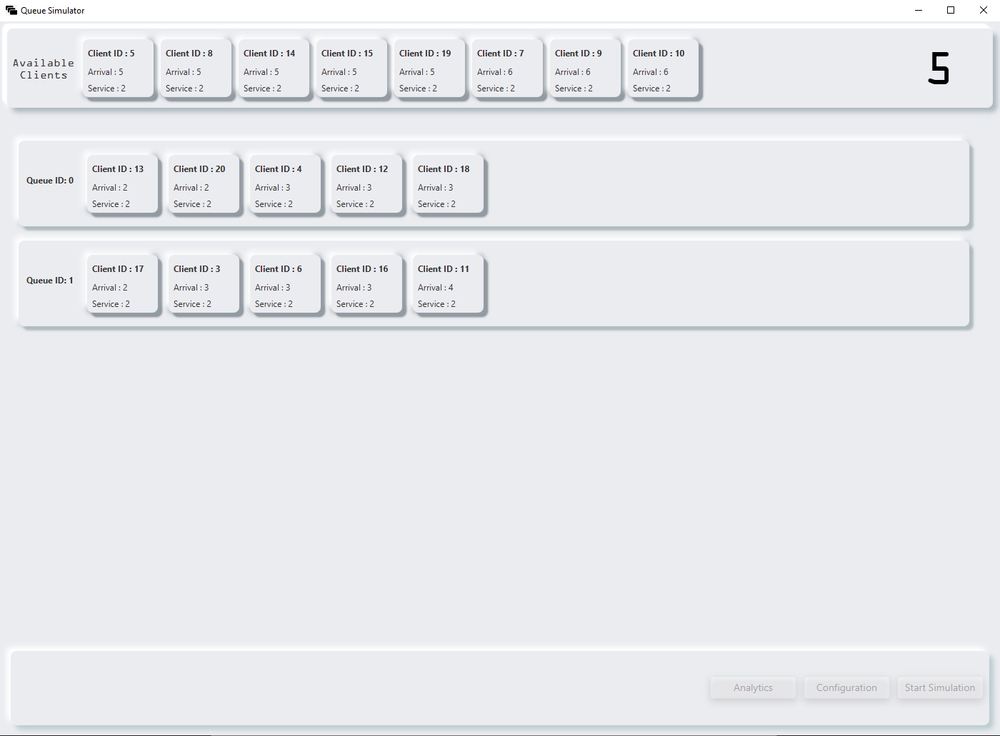 Queue Simulator
Available
Clients
Client ID : 5
Arrival : 5
Service : 2
Client ID : 8
Arrival : 5
Service : 2
Client ID : 14
Arrival : 5
Service : 2
Client ID : 15
Arrival : 5
Service : 2
Client ID : 19
Arrival : 5
Service : 2
Client ID : 7
Arrival : 6
Service : 2
Client ID : 9
Arrival : 6
Service : 2
Client ID : 10
Arrival : 6
Service : 2
5
Queue ID: 0
Client ID : 13
Arrival : 2
Service : 2
Client ID : 20
Arrival : 2
Service : 2
Client ID : 4
Arrival : 3
Service : 2
Client ID : 12
Arrival : 3
Service : 2
Client ID : 18
Arrival : 3
Service : 2
Queue ID: 1
Client ID : 17
Arrival : 2
Service : 2
Client ID : 3
Arrival : 3
Service : 2
Client ID : 6
Arrival : 3
Service : 2
Client ID : 16
Arrival : 3
Service : 2
Client ID : 11
Arrival : 4
Service : 2
Analytics
Configuration
Start Simulation